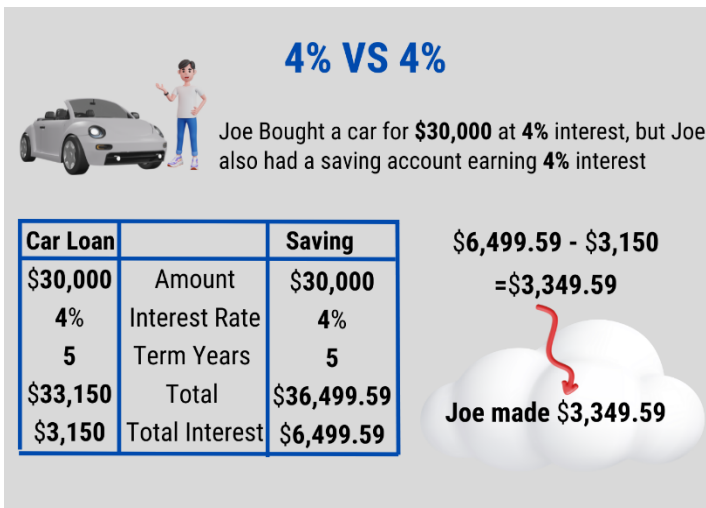 4% VS 4%
Joe Bought a car for $30,000 at 4% interest, but Joe
also had a saving account earning 4% interest
Car Loan Saving
$30,000 Amount $30,000
4% Interest Rate 4%
5 Term Years 5
$33,150 Total $36,499.59
$3,150 Total Interest $6,499.59
$6,499.59 - $3,150
=$3,349.59
Joe made $3,349.59